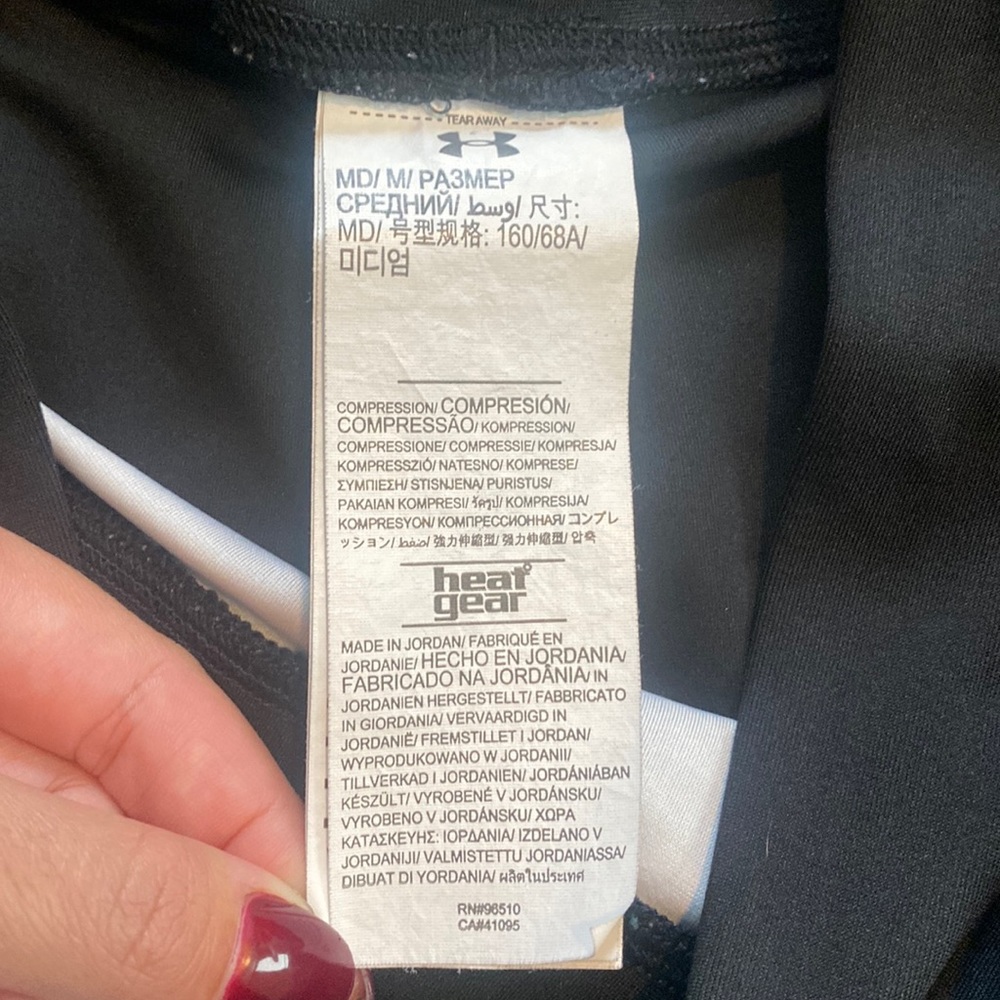 TEAR AWAY
MD/ M/ РАЗМЕР
СРЕДНИЙ/ وسط/ 尺寸:
MD/ 号型规格: 160/68A/
미디엄
COMPRESSION/ COMPRESIÓN/
COMPRESSÃO/ KOMPRESSION/
COMPRESSIONE/ COMPRESSIE/ KOMPRESJA/
KOMPRESSZIÓ/ NATESNO/ KOMPRESE/
ΣΥΜΠΙΕΣΗ/ STISNJENA/ PURISTUS/
PAKAIAN KOMPRESI/ รัดรูป/ KOMPRESIJA/
KOMPRESYON/ КОМПРЕССИОННАЯ/ コンプレ
ッション/ ضغط/ 強力伸縮型/ 强力伸缩型/ 압축
heat
gear
MADE IN JORDAN/ FABRIQUÉ EN
JORDANIE/ HECHO EN JORDANIA/
FABRICADO NA JORDÂNIA/ IN
JORDANIEN HERGESTELLT/ FABBRICATO
IN GIORDANIA/ VERVAARDIGD IN
JORDANIË/ FREMSTILLET I JORDAN/
WYPRODUKOWANO W JORDANII/
TILLVERKAD I JORDANIEN/ JORDÁNIÁBAN
KÉSZÜLT/ VYROBENÉ V JORDÁNSKU/
VYROBENO V JORDÁNSKU/ ΧΩΡΑ
ΚΑΤΑΣΚΕΥΗΣ: ΙΟΡΔΑΝΙΑ/ IZDELANO V
JORDANIJI/ VALMISTETTU JORDANIASSA/
DIBUAT DI YORDANIA/ ผลิตในประเทศ
RN#96510
CA#41095